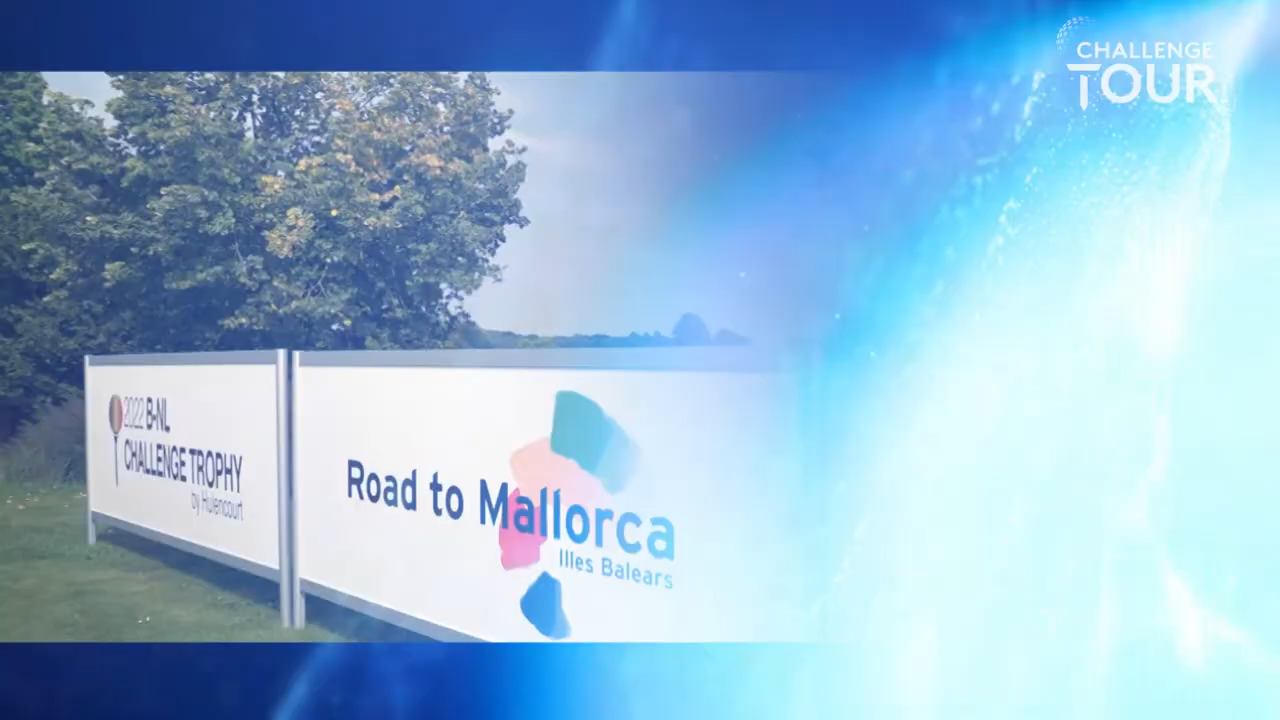 CHALLENGE
TOUR
2022 B-NL
CHALLENGE TROPHY
by Hulencourt
Road to Mallorca
Illes Balears